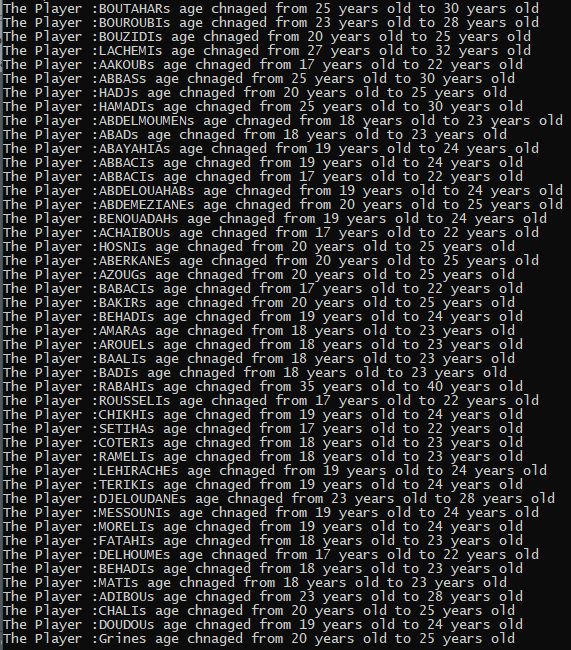 The Player :BOUTAHARs age chnaged from 25 years old to 30 years old
The Player :BOUROUBIs age chnaged from 23 years old to 28 years old
The Player :BOUZIDIs age chnaged from 20 years old to 25 years old
The Player :LACHEMIs age chnaged from 27 years old to 32 years old
The Player :AAKOUBs age chnaged from 17 years old to 22 years old
The Player :ABBASs age chnaged from 25 years old to 30 years old
The Player :HADJs age chnaged from 20 years old to 25 years old
The Player :HAMADIs age chnaged from 25 years old to 30 years old
The Player :ABDELMOUMENs age chnaged from 18 years old to 23 years old
The Player :ABADs age chnaged from 18 years old to 23 years old
The Player :ABAYAHIAs age chnaged from 19 years old to 24 years old
The Player :ABBACIs age chnaged from 19 years old to 24 years old
The Player :ABBACIs age chnaged from 17 years old to 22 years old
The Player :ABDELOUAHABs age chnaged from 19 years old to 24 years old
The Player :ABDEMEZIANEs age chnaged from 20 years old to 25 years old
The Player :BENOUADAHs age chnaged from 19 years old to 24 years old
The Player :ACHAIBOUs age chnaged from 17 years old to 22 years old
The Player :HOSNIs age chnaged from 20 years old to 25 years old
The Player :ABERKANEs age chnaged from 20 years old to 25 years old
The Player :AZOUGs age chnaged from 20 years old to 25 years old
The Player :BABACIs age chnaged from 17 years old to 22 years old
The Player :BAKIRs age chnaged from 20 years old to 25 years old
The Player :BEHADIs age chnaged from 19 years old to 24 years old
The Player :AMARAs age chnaged from 18 years old to 23 years old
The Player :AROUELs age chnaged from 18 years old to 23 years old
The Player :BAALIs age chnaged from 18 years old to 23 years old
The Player :BADIs age chnaged from 18 years old to 23 years old
The Player :RABAHIs age chnaged from 35 years old to 40 years old
The Player :ROUSSELIs age chnaged from 17 years old to 22 years old
The Player :CHIKHIs age chnaged from 19 years old to 24 years old
The Player :SETIHAs age chnaged from 17 years old to 22 years old
The Player :COTERIs age chnaged from 18 years old to 23 years old
The Player :RAMELIs age chnaged from 18 years old to 23 years old
The Player :LEHIRACHEs age chnaged from 19 years old to 24 years old
The Player :TERIKIs age chnaged from 19 years old to 24 years old
The Player :DJELOUDANEs age chnaged from 23 years old to 28 years old
The Player :MESSOUNIs age chnaged from 19 years old to 24 years old
The Player :MORELIs age chnaged from 19 years old to 24 years old
The Player :FATAHIs age chnaged from 18 years old to 23 years old
The Player :DELHOUMEs age chnaged from 17 years old to 22 years old
The Player :BEHADIs age chnaged from 18 years old to 23 years old
The Player :MATIs age chnaged from 18 years old to 23 years old
The Player :ADIBOUs age chnaged from 23 years old to 28 years old
The Player :CHALIs age chnaged from 20 years old to 25 years old
The Player :DOUDOUs age chnaged from 19 years old to 24 years old
The Player :Grines age chnaged from 20 years old to 25 years old